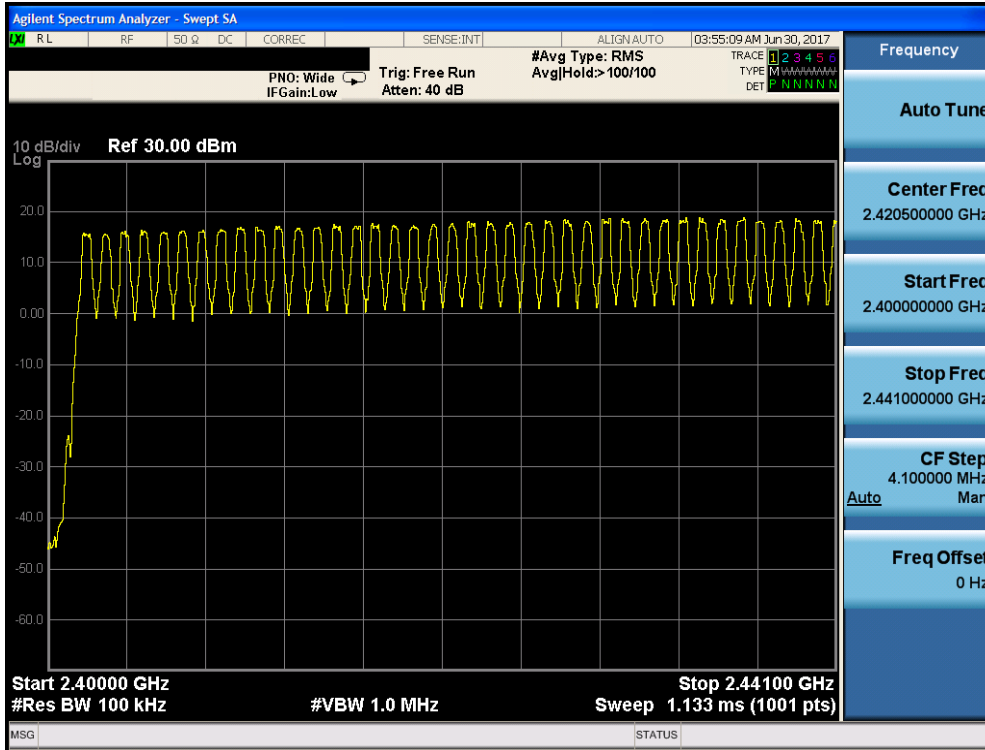 Agilent Spectrum Analyzer - Swept SA
LXI RL RF 50 Ω DC CORREC SENSE:INT ALIGN AUTO 03:55:09 AM Jun 30, 2017
#Avg Type: RMS TRACE 1 2 3 4 5 6
PNO: Wide Trig: Free Run Avg|Hold:>100/100 TYPE M
IFGain:Low Atten: 40 dB DET P N N N N N
10 dB/div Ref 30.00 dBm
Log
20.0
10.0
0.00
-10.0
-20.0
-30.0
-40.0
-50.0
-60.0
Start 2.40000 GHz Stop 2.44100 GHz
#Res BW 100 kHz #VBW 1.0 MHz Sweep 1.133 ms (1001 pts)
MSG STATUS
Frequency
Auto Tune
Center Freq
2.420500000 GHz
Start Freq
2.400000000 GHz
Stop Freq
2.441000000 GHz
CF Step
4.100000 MHz
Auto Man
Freq Offset
0 Hz